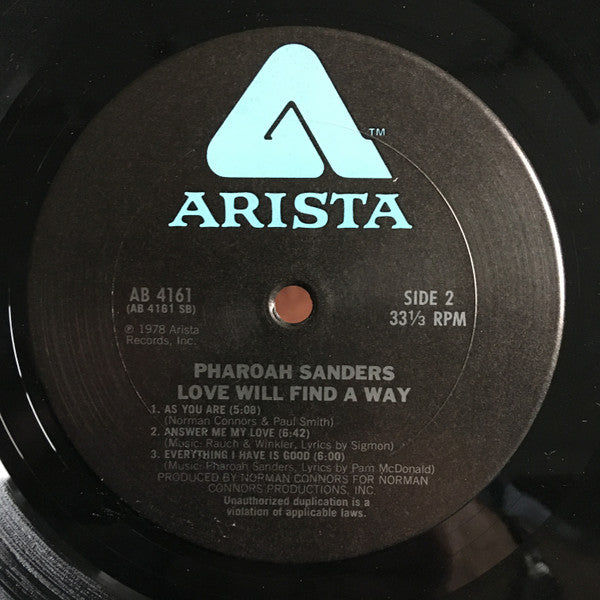 TM
ARISTA
AB 4161
(AB 4161 SB)
℗ 1978 Arista
Records, Inc.
SIDE 2
33⅓ RPM
PHAROAH SANDERS
LOVE WILL FIND A WAY
1. AS YOU ARE (5:08)
(Norman Connors & Paul Smith)
2. ANSWER ME MY LOVE (6:42)
(Music: Rauch & Winkler, Lyrics by Sigmon)
3. EVERYTHING I HAVE IS GOOD (6:00)
(Music: Pharoah Sanders, Lyrics by Pam McDonald)
PRODUCED BY NORMAN CONNORS FOR NORMAN
CONNORS PRODUCTIONS, INC.
Unauthorized duplication is a
violation of applicable laws.